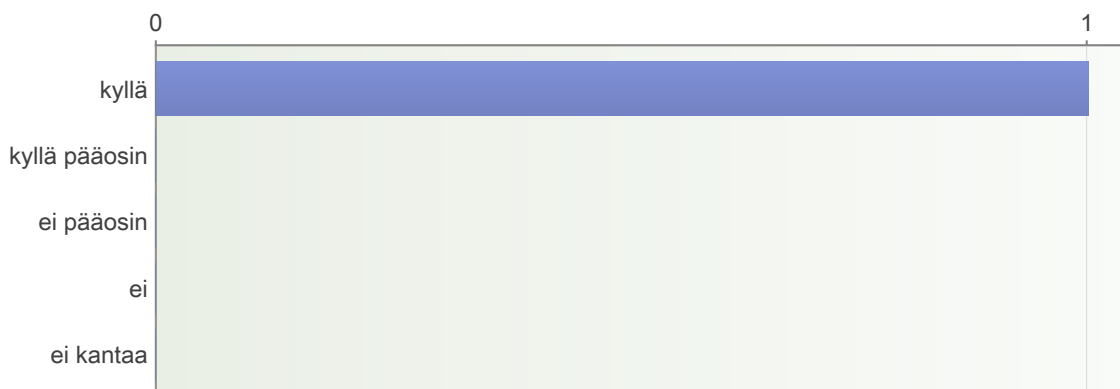 0 1
kyllä
kyllä pääosin
ei pääosin
ei
ei kantaa